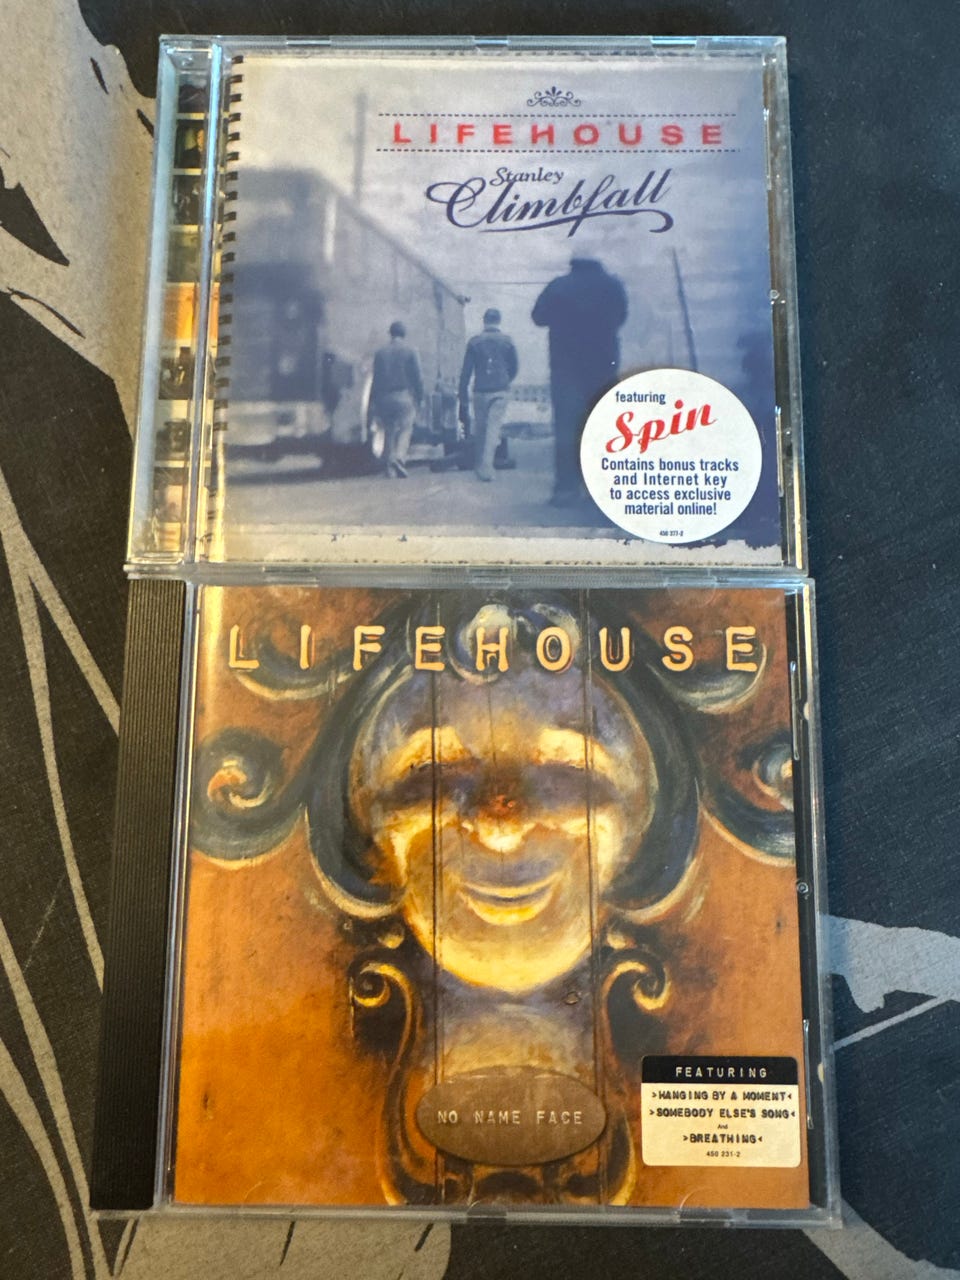 LIFEHOUSE
Stanley
Climbfall
featuring
Spin
Contains bonus tracks
and Internet key
to access exclusive
material online!
450 377-2
LIFEHOUSE
NO NAME FACE
FEATURING
>HANGING BY A MOMENT<
>SOMEBODY ELSE'S SONG<
And
>BREATHING<
450 231-2